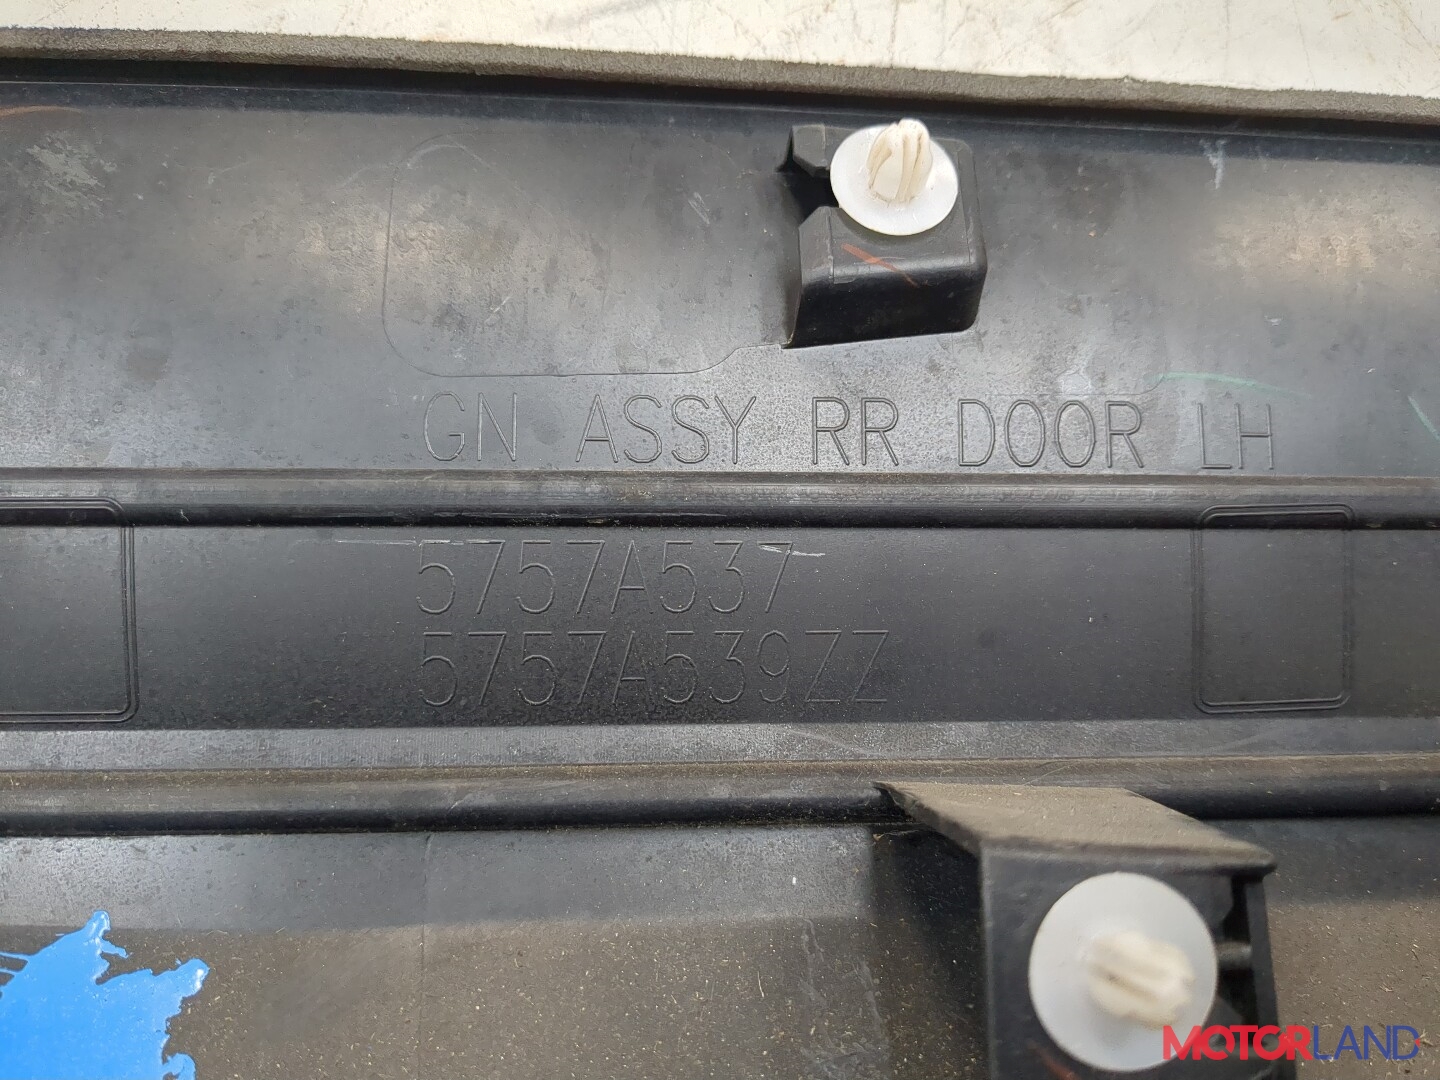 GN ASSY RR DOOR LH
5757A537
5757A539ZZ
MOTORLAND